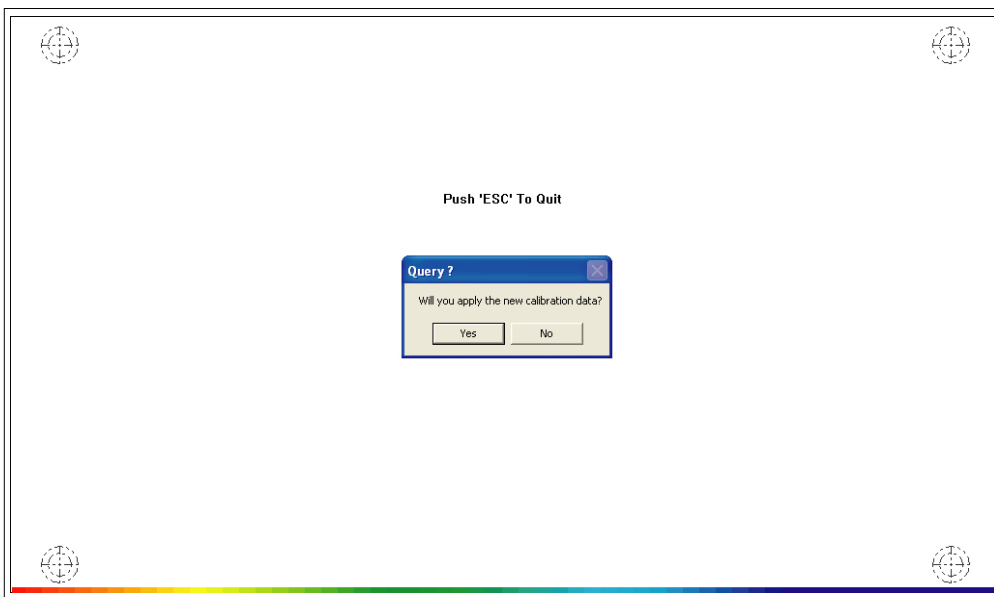 Push 'ESC' To Quit
Query ?
Will you apply the new calibration data?
Yes
No